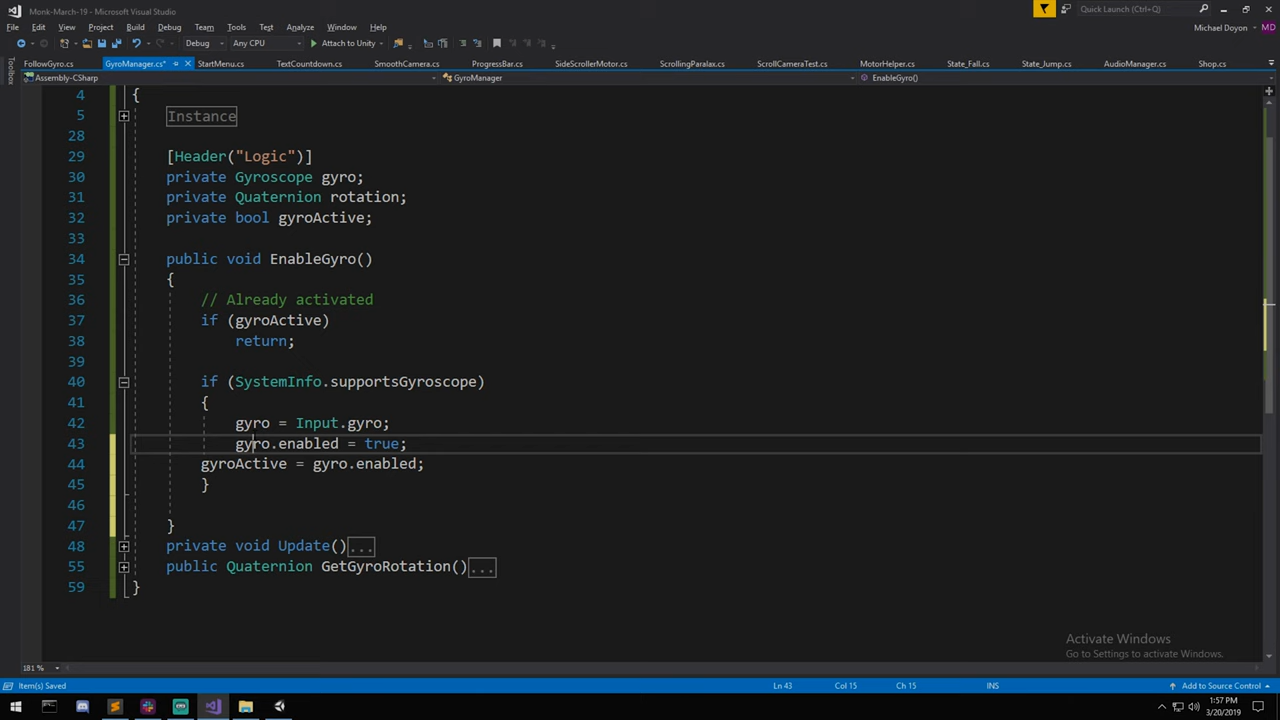 Monk-March-19 - Microsoft Visual Studio
Quick Launch (Ctrl+Q)
File Edit View Project Build Debug Team Tools Test Analyze Window Help
Michael Doyon MD
Debug Any CPU Attach to Unity
FollowGyro.cs GyroManager.cs* StartMenu.cs TextCountdown.cs SmoothCamera.cs ProgressBar.cs SideScrollerMotor.cs ScrollingParalax.cs ScrollCameraTest.cs MotorHelper.cs State_Fall.cs State_Jump.cs AudioManager.cs Shop.cs
Toolbox
Assembly-CSharp GyroManager EnableGyro()
4 {
5 Instance
28
29 [Header("Logic")]
30 private Gyroscope gyro;
31 private Quaternion rotation;
32 private bool gyroActive;
33
34 public void EnableGyro()
35 {
36 // Already activated
37 if (gyroActive)
38 return;
39
40 if (SystemInfo.supportsGyroscope)
41 {
42 gyro = Input.gyro;
43 gyro.enabled = true;
44 gyroActive = gyro.enabled;
45 }
46
47 }
48 private void Update()...
55 public Quaternion GetGyroRotation()...
59 }
Activate Windows
Go to Settings to activate Windows.
181 %
Item(s) Saved Ln 43 Col 15 Ch 15 INS Add to Source Control
1:57 PM
3/20/2019